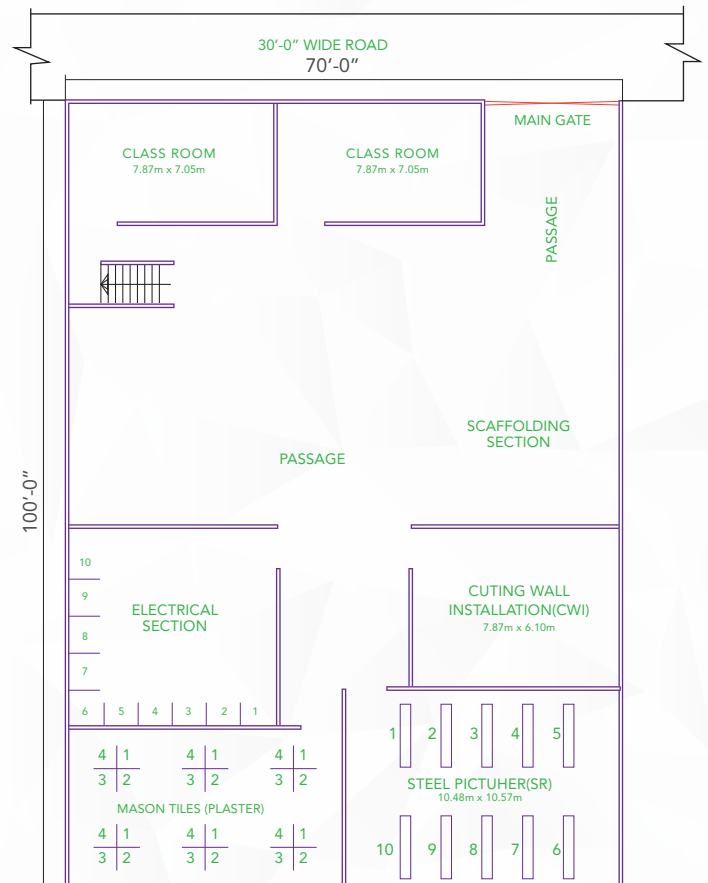 30'-0" WIDE ROAD
70'-0"
MAIN GATE
CLASS ROOM
7.87m x 7.05m
CLASS ROOM
7.87m x 7.05m
PASSAGE
SCAFFOLDING
SECTION
PASSAGE
100'-0"
10
9
8
7
6 5 4 3 2 1
ELECTRICAL
SECTION
CUTING WALL
INSTALLATION(CWI)
7.87m x 6.10m
4 1 4 1 4 1
3 2 3 2 3 2
MASON TILES (PLASTER)
4 1 4 1 4 1
3 2 3 2 3 2
1 2 3 4 5
STEEL PICTUHER(SR)
10.48m x 10.57m
10 9 8 7 6